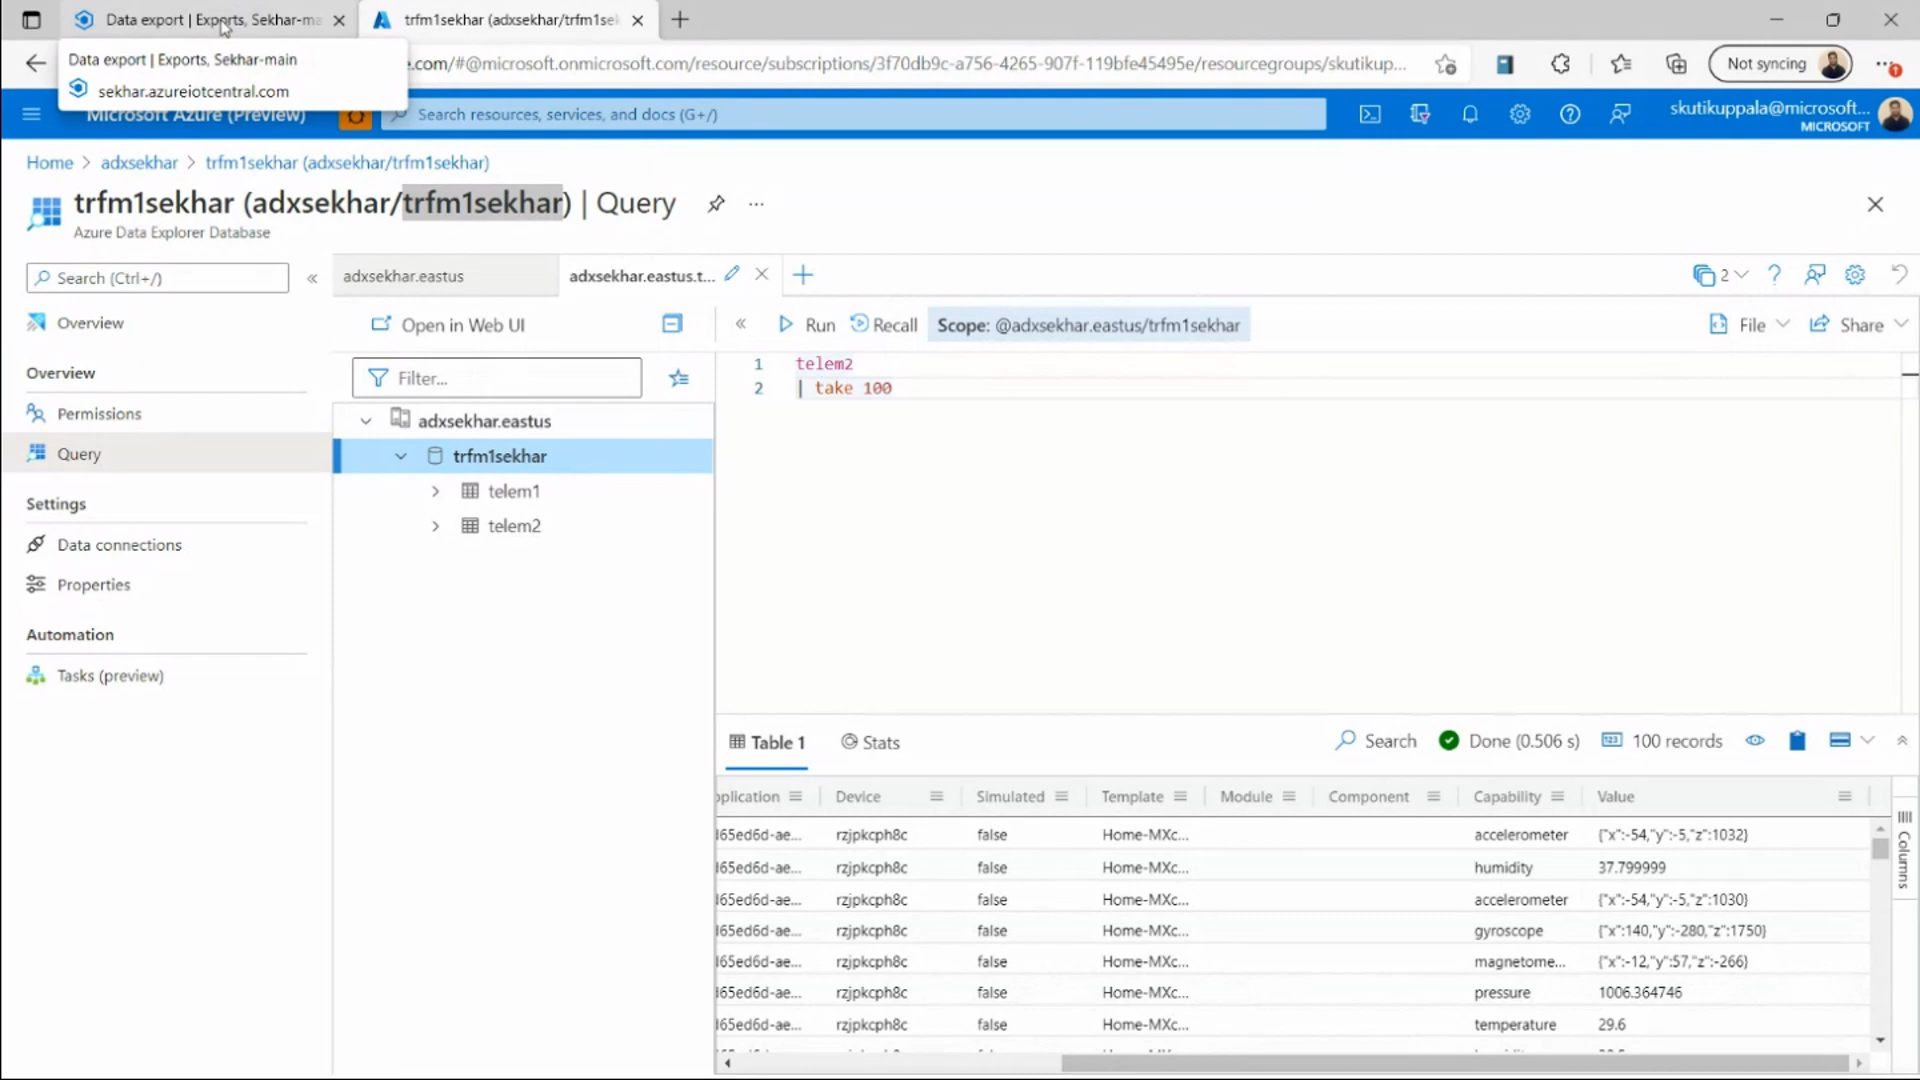 Data export | Exports, Sekhar-ma
trfm1sekhar (adxsekhar/trfm1sek
Data export | Exports, Sekhar-main
sekhar.azureiotcentral.com
e.com/#@microsoft.onmicrosoft.com/resource/subscriptions/3f70db9c-a756-4265-907f-119bfe45495e/resourcegroups/skutikup...
Not syncing
Microsoft Azure (Preview)
Search resources, services, and docs (G+/)
skutikuppala@microsoft...
MICROSOFT
Home > adxsekhar > trfm1sekhar (adxsekhar/trfm1sekhar)
trfm1sekhar (adxsekhar/trfm1sekhar) | Query
Azure Data Explorer Database
Search (Ctrl+/)
Overview
Overview
Permissions
Query
Settings
Data connections
Properties
Automation
Tasks (preview)
adxsekhar.eastus
adxsekhar.eastus.t...
2
Open in Web UI
Filter...
adxsekhar.eastus
trfm1sekhar
telem1
telem2
Run
Recall
Scope: @adxsekhar.eastus/trfm1sekhar
File
Share
1 telem2
2 | take 100
Table 1
Stats
Search
Done (0.506 s)
100 records
pplication Device Simulated Template Module Component Capability Value
l65ed6d-ae... rzjpkcph8c false Home-MXc... accelerometer {"x":-54,"y":-5,"z":1032}
l65ed6d-ae... rzjpkcph8c false Home-MXc... humidity 37.799999
l65ed6d-ae... rzjpkcph8c false Home-MXc... accelerometer {"x":-54,"y":-5,"z":1030}
l65ed6d-ae... rzjpkcph8c false Home-MXc... gyroscope {"x":140,"y":-280,"z":1750}
l65ed6d-ae... rzjpkcph8c false Home-MXc... magnetome... {"x":-12,"y":57,"z":-266}
l65ed6d-ae... rzjpkcph8c false Home-MXc... pressure 1006.364746
l65ed6d-ae... rzjpkcph8c false Home-MXc... temperature 29.6
Columns